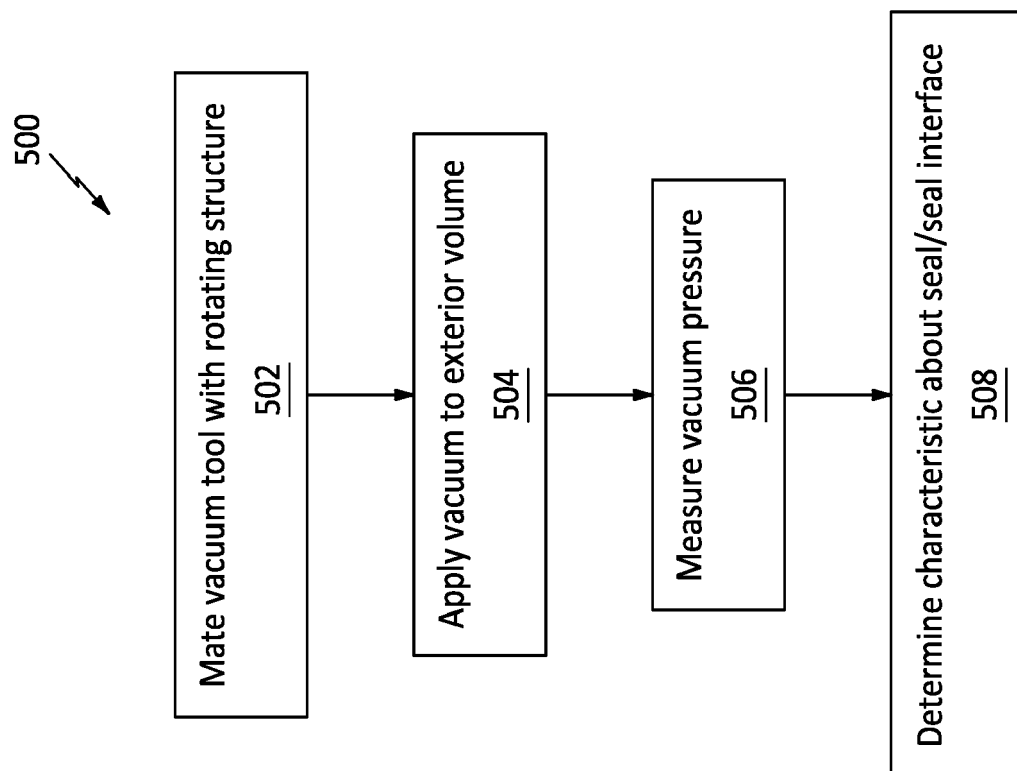 500
Mate vacuum tool with rotating structure
502
Apply vacuum to exterior volume
504
Measure vacuum pressure
506
Determine characteristic about seal/seal interface
508